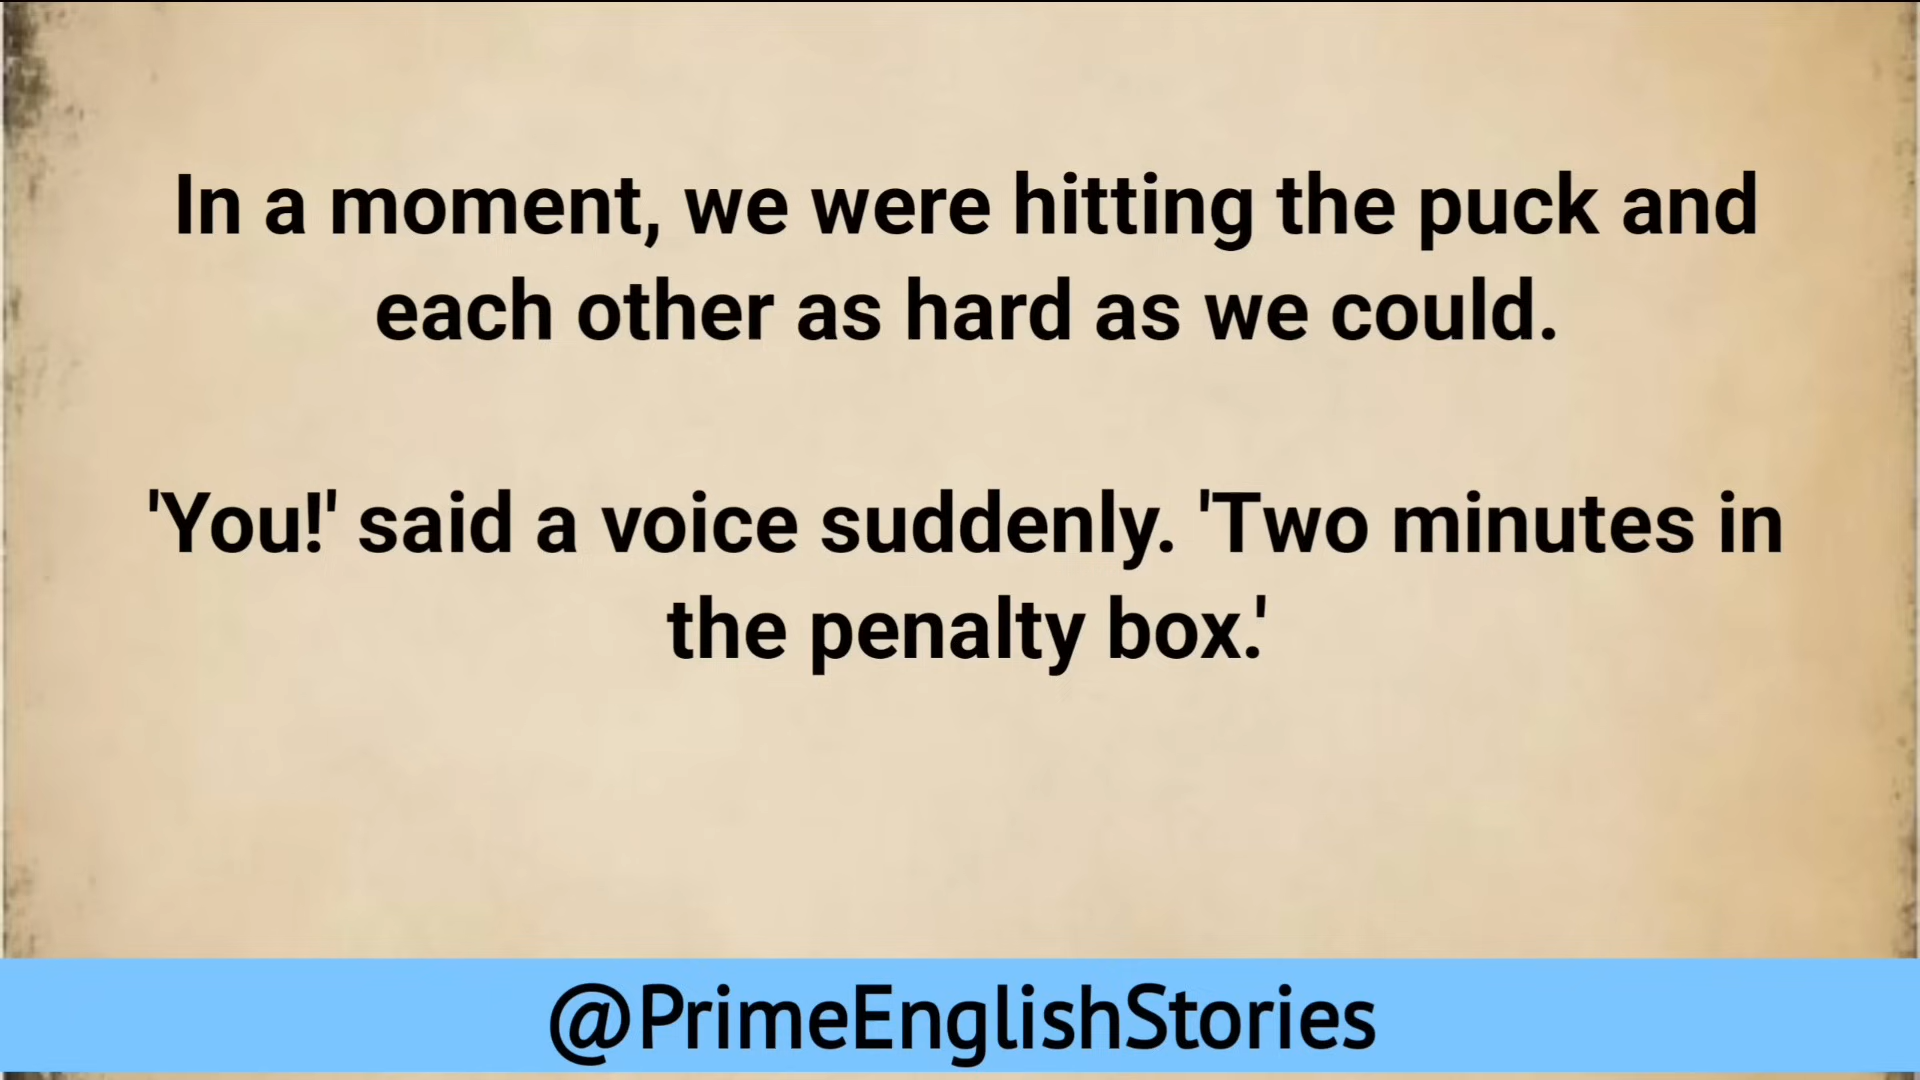 In a moment, we were hitting the puck and
each other as hard as we could.
'You!' said a voice suddenly. 'Two minutes in
the penalty box.'
@PrimeEnglishStories